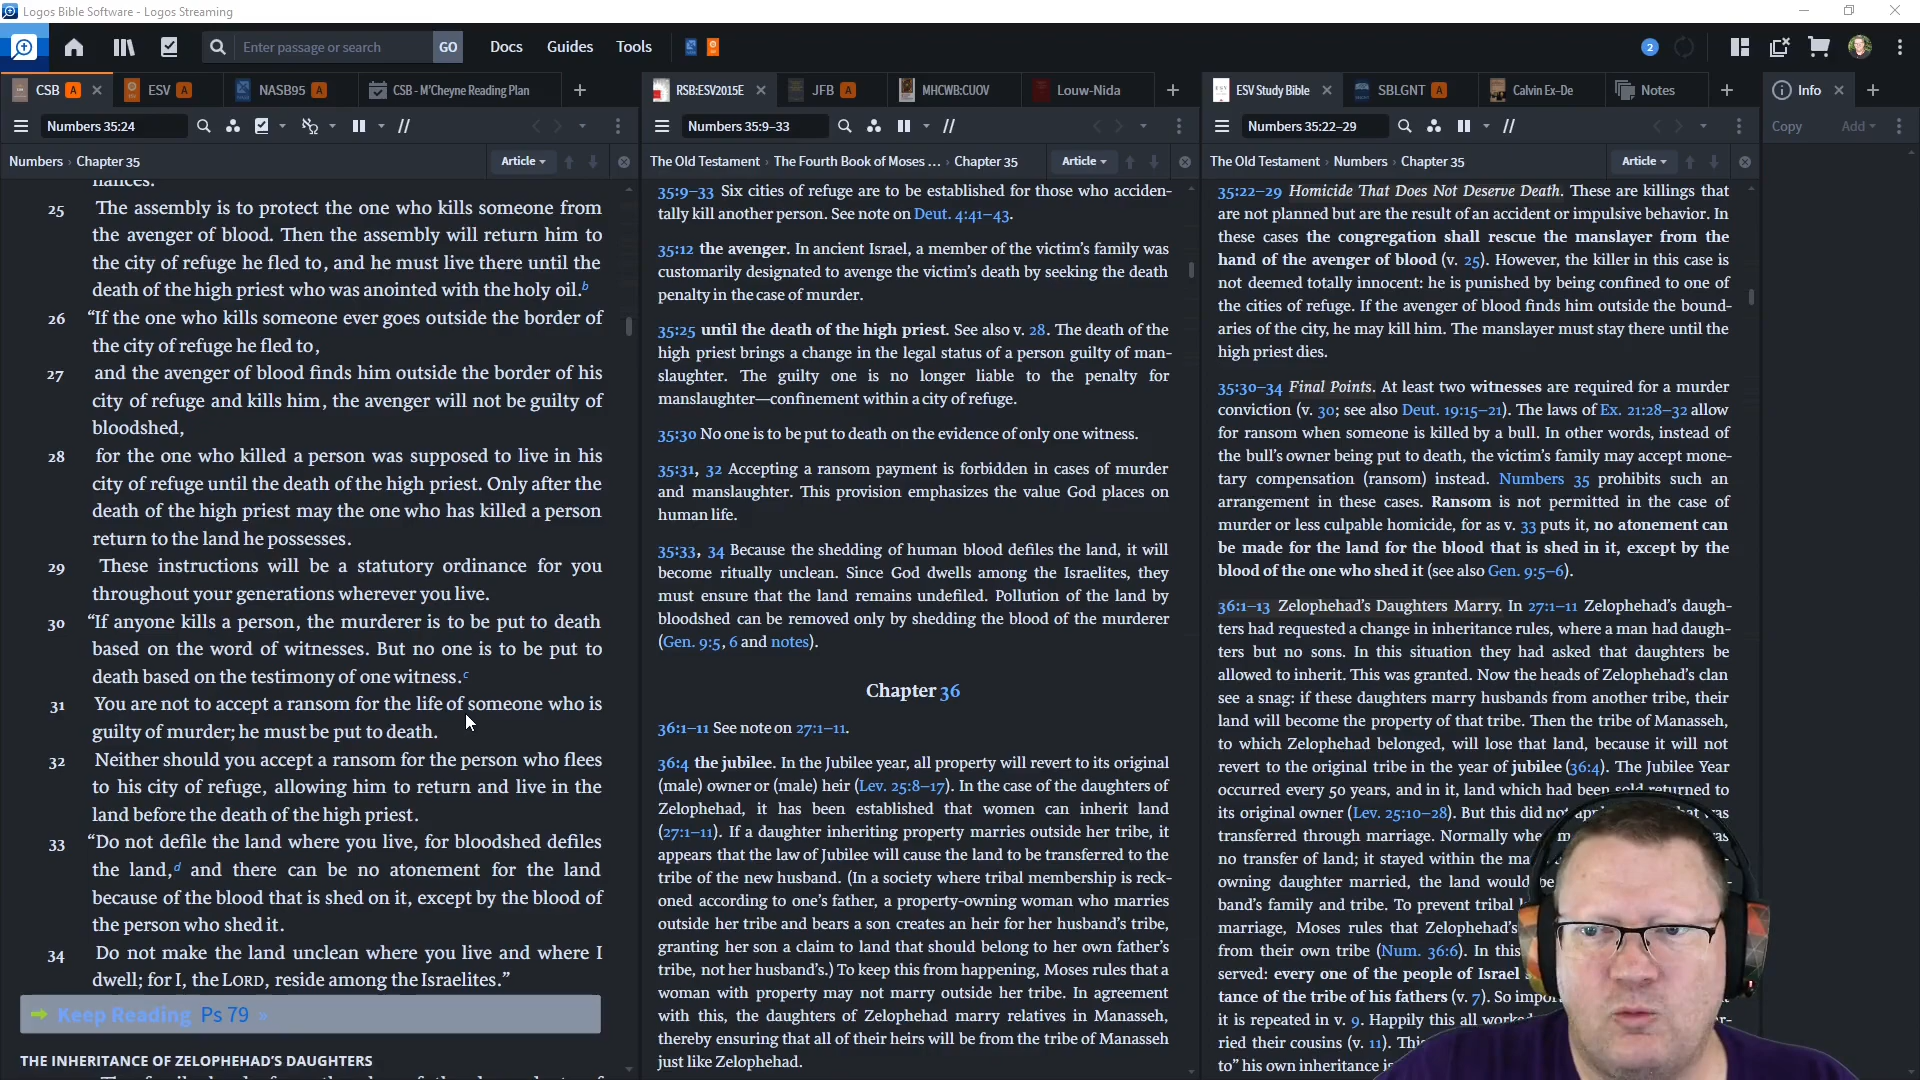 Logos Bible Software - Logos Streaming
Enter passage or search
GO
Docs
Guides
Tools
2
CSB A
ESV A
NASB95 A
CSB - M'Cheyne Reading Plan
Numbers 35:24
Numbers › Chapter 35
Article
nances.
25 The assembly is to protect the one who kills someone from
the avenger of blood. Then the assembly will return him to
the city of refuge he fled to, and he must live there until the
death of the high priest who was anointed with the holy oil.b
26 “If the one who kills someone ever goes outside the border of
the city of refuge he fled to,
27 and the avenger of blood finds him outside the border of his
city of refuge and kills him, the avenger will not be guilty of
bloodshed,
28 for the one who killed a person was supposed to live in his
city of refuge until the death of the high priest. Only after the
death of the high priest may the one who has killed a person
return to the land he possesses.
29 These instructions will be a statutory ordinance for you
throughout your generations wherever you live.
30 “If anyone kills a person, the murderer is to be put to death
based on the word of witnesses. But no one is to be put to
death based on the testimony of one witness.c
31 You are not to accept a ransom for the life of someone who is
guilty of murder; he must be put to death.
32 Neither should you accept a ransom for the person who flees
to his city of refuge, allowing him to return and live in the
land before the death of the high priest.
33 “Do not defile the land where you live, for bloodshed defiles
the land,d and there can be no atonement for the land
because of the blood that is shed on it, except by the blood of
the person who shed it.
34 Do not make the land unclean where you live and where I
dwell; for I, the LORD, reside among the Israelites.”
Keep Reading Ps 79 »
THE INHERITANCE OF ZELOPHEHAD’S DAUGHTERS
RSB:ESV2015E
JFB A
MHCWB:CUOV
Louw-Nida
Numbers 35:9–33
The Old Testament › The Fourth Book of Moses ... › Chapter 35
Article
35:9–33 Six cities of refuge are to be established for those who acciden-
tally kill another person. See note on Deut. 4:41–43.
35:12 the avenger. In ancient Israel, a member of the victim’s family was
customarily designated to avenge the victim’s death by seeking the death
penalty in the case of murder.
35:25 until the death of the high priest. See also v. 28. The death of the
high priest brings a change in the legal status of a person guilty of man-
slaughter. The guilty one is no longer liable to the penalty for
manslaughter—confinement within a city of refuge.
35:30 No one is to be put to death on the evidence of only one witness.
35:31, 32 Accepting a ransom payment is forbidden in cases of murder
and manslaughter. This provision emphasizes the value God places on
human life.
35:33, 34 Because the shedding of human blood defiles the land, it will
become ritually unclean. Since God dwells among the Israelites, they
must ensure that the land remains undefiled. Pollution of the land by
bloodshed can be removed only by shedding the blood of the murderer
(Gen. 9:5, 6 and notes).
Chapter 36
36:1–11 See note on 27:1–11.
36:4 the jubilee. In the Jubilee year, all property will revert to its original
(male) owner or (male) heir (Lev. 25:8–17). In the case of the daughters of
Zelophehad, it has been established that women can inherit land
(27:1–11). If a daughter inheriting property marries outside her tribe, it
appears that the law of Jubilee will cause the land to be transferred to the
tribe of the new husband. (In a society where tribal membership is reck-
oned according to one’s father, a property-owning woman who marries
outside her tribe and bears a son creates an heir for her husband’s tribe,
granting her son a claim to land that should belong to her own father’s
tribe, not her husband’s.) To keep this from happening, Moses rules that a
woman with property may not marry outside her tribe. In agreement
with this, the daughters of Zelophehad marry relatives in Manasseh,
thereby ensuring that all of their heirs will be from the tribe of Manasseh
just like Zelophehad.
ESV Study Bible
SBLGNT A
Calvin Ex–De
Notes
Numbers 35:22–29
The Old Testament › Numbers › Chapter 35
Article
35:22–29 Homicide That Does Not Deserve Death. These are killings that
are not planned but are the result of an accident or impulsive behavior. In
these cases the congregation shall rescue the manslayer from the
hand of the avenger of blood (v. 25). However, the killer in this case is
not deemed totally innocent: he is punished by being confined to one of
the cities of refuge. If the avenger of blood finds him outside the bound-
aries of the city, he may kill him. The manslayer must stay there until the
high priest dies.
35:30–34 Final Points. At least two witnesses are required for a murder
conviction (v. 30; see also Deut. 19:15–21). The laws of Ex. 21:28–32 allow
for ransom when someone is killed by a bull. In other words, instead of
the bull’s owner being put to death, the victim’s family may accept mone-
tary compensation (ransom) instead. Numbers 35 prohibits such an
arrangement in these cases. Ransom is not permitted in the case of
murder or less culpable homicide, for as v. 33 puts it, no atonement can
be made for the land for the blood that is shed in it, except by the
blood of the one who shed it (see also Gen. 9:5–6).
36:1–13 Zelophehad’s Daughters Marry. In 27:1–11 Zelophehad’s daugh-
ters had requested a change in inheritance rules, where a man had daugh-
ters but no sons. In this situation they had asked that daughters be
allowed to inherit. This was granted. Now the heads of Zelophehad’s clan
see a snag: if these daughters marry husbands from another tribe, their
land will become the property of that tribe. Then the tribe of Manasseh,
to which Zelophehad belonged, will lose that land, because it will not
revert to the original tribe in the year of jubilee (36:4). The Jubilee Year
occurred every 50 years, and in it, land which had been sold returned to
its original owner (Lev. 25:10–28). But this did not
transferred through marriage. Normally
no transfer of land; it stayed within the
owning daughter married, the land would be
band’s family and tribe. To prevent tribal
marriage, Moses rules that Zelophehad’s
from their own tribe (Num. 36:6). In this
served: every one of the people of Israel
tance of the tribe of his fathers (v. 7). So
it is repeated in v. 9. Happily this all
ried their cousins (v. 11).
to” his own inheritance
Info
Copy
Add